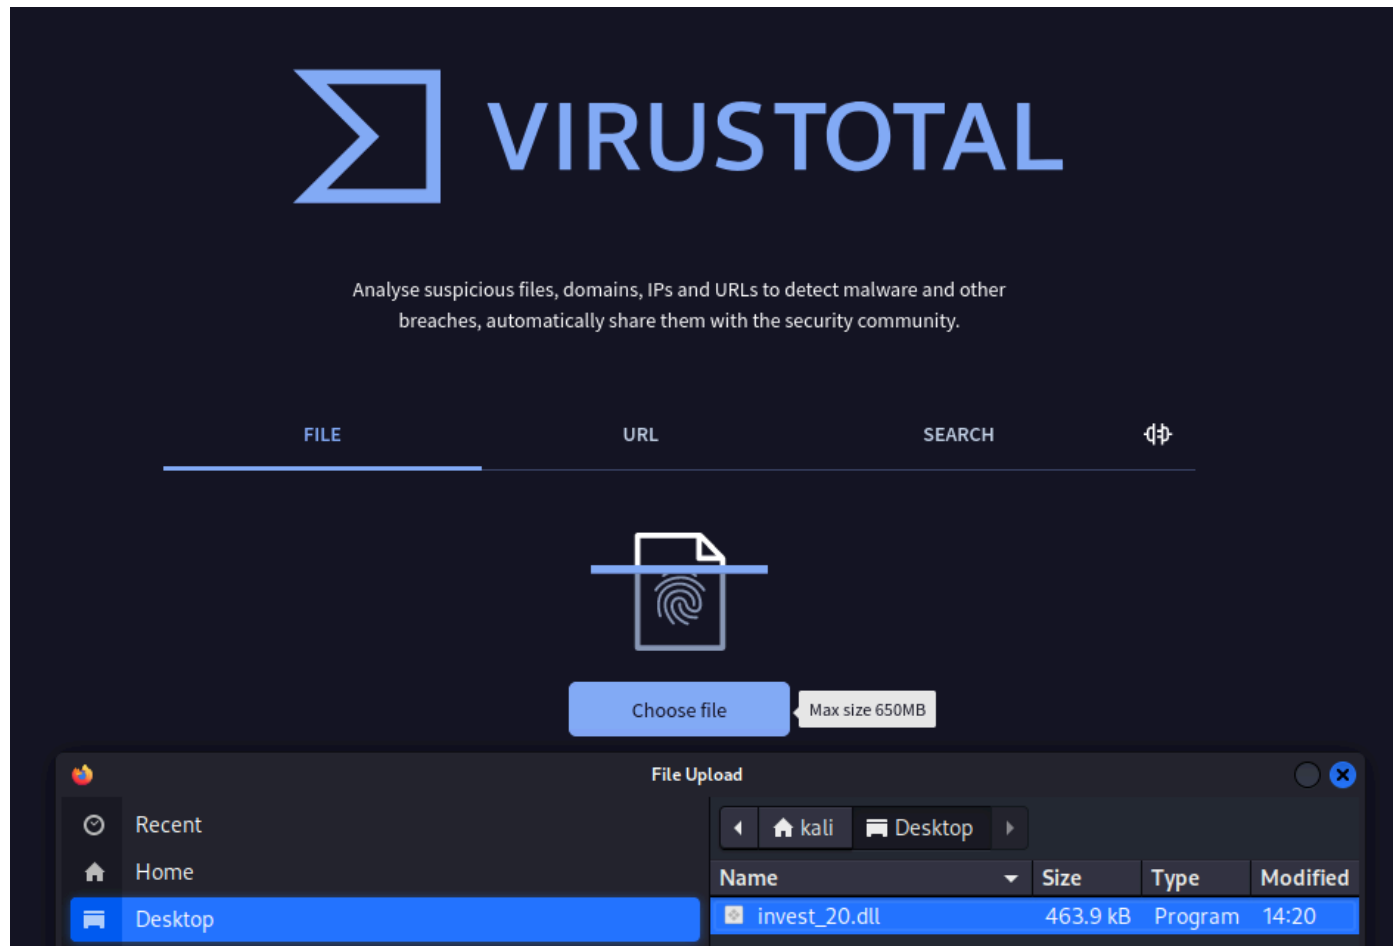 VIRUSTOTAL
Analyse suspicious files, domains, IPs and URLs to detect malware and other
breaches, automatically share them with the security community.
FILE URL SEARCH
Choose file Max size 650MB
File Upload
Recent
Home
Desktop
kali Desktop
Name Size Type Modified
invest_20.dll 463.9 kB Program 14:20